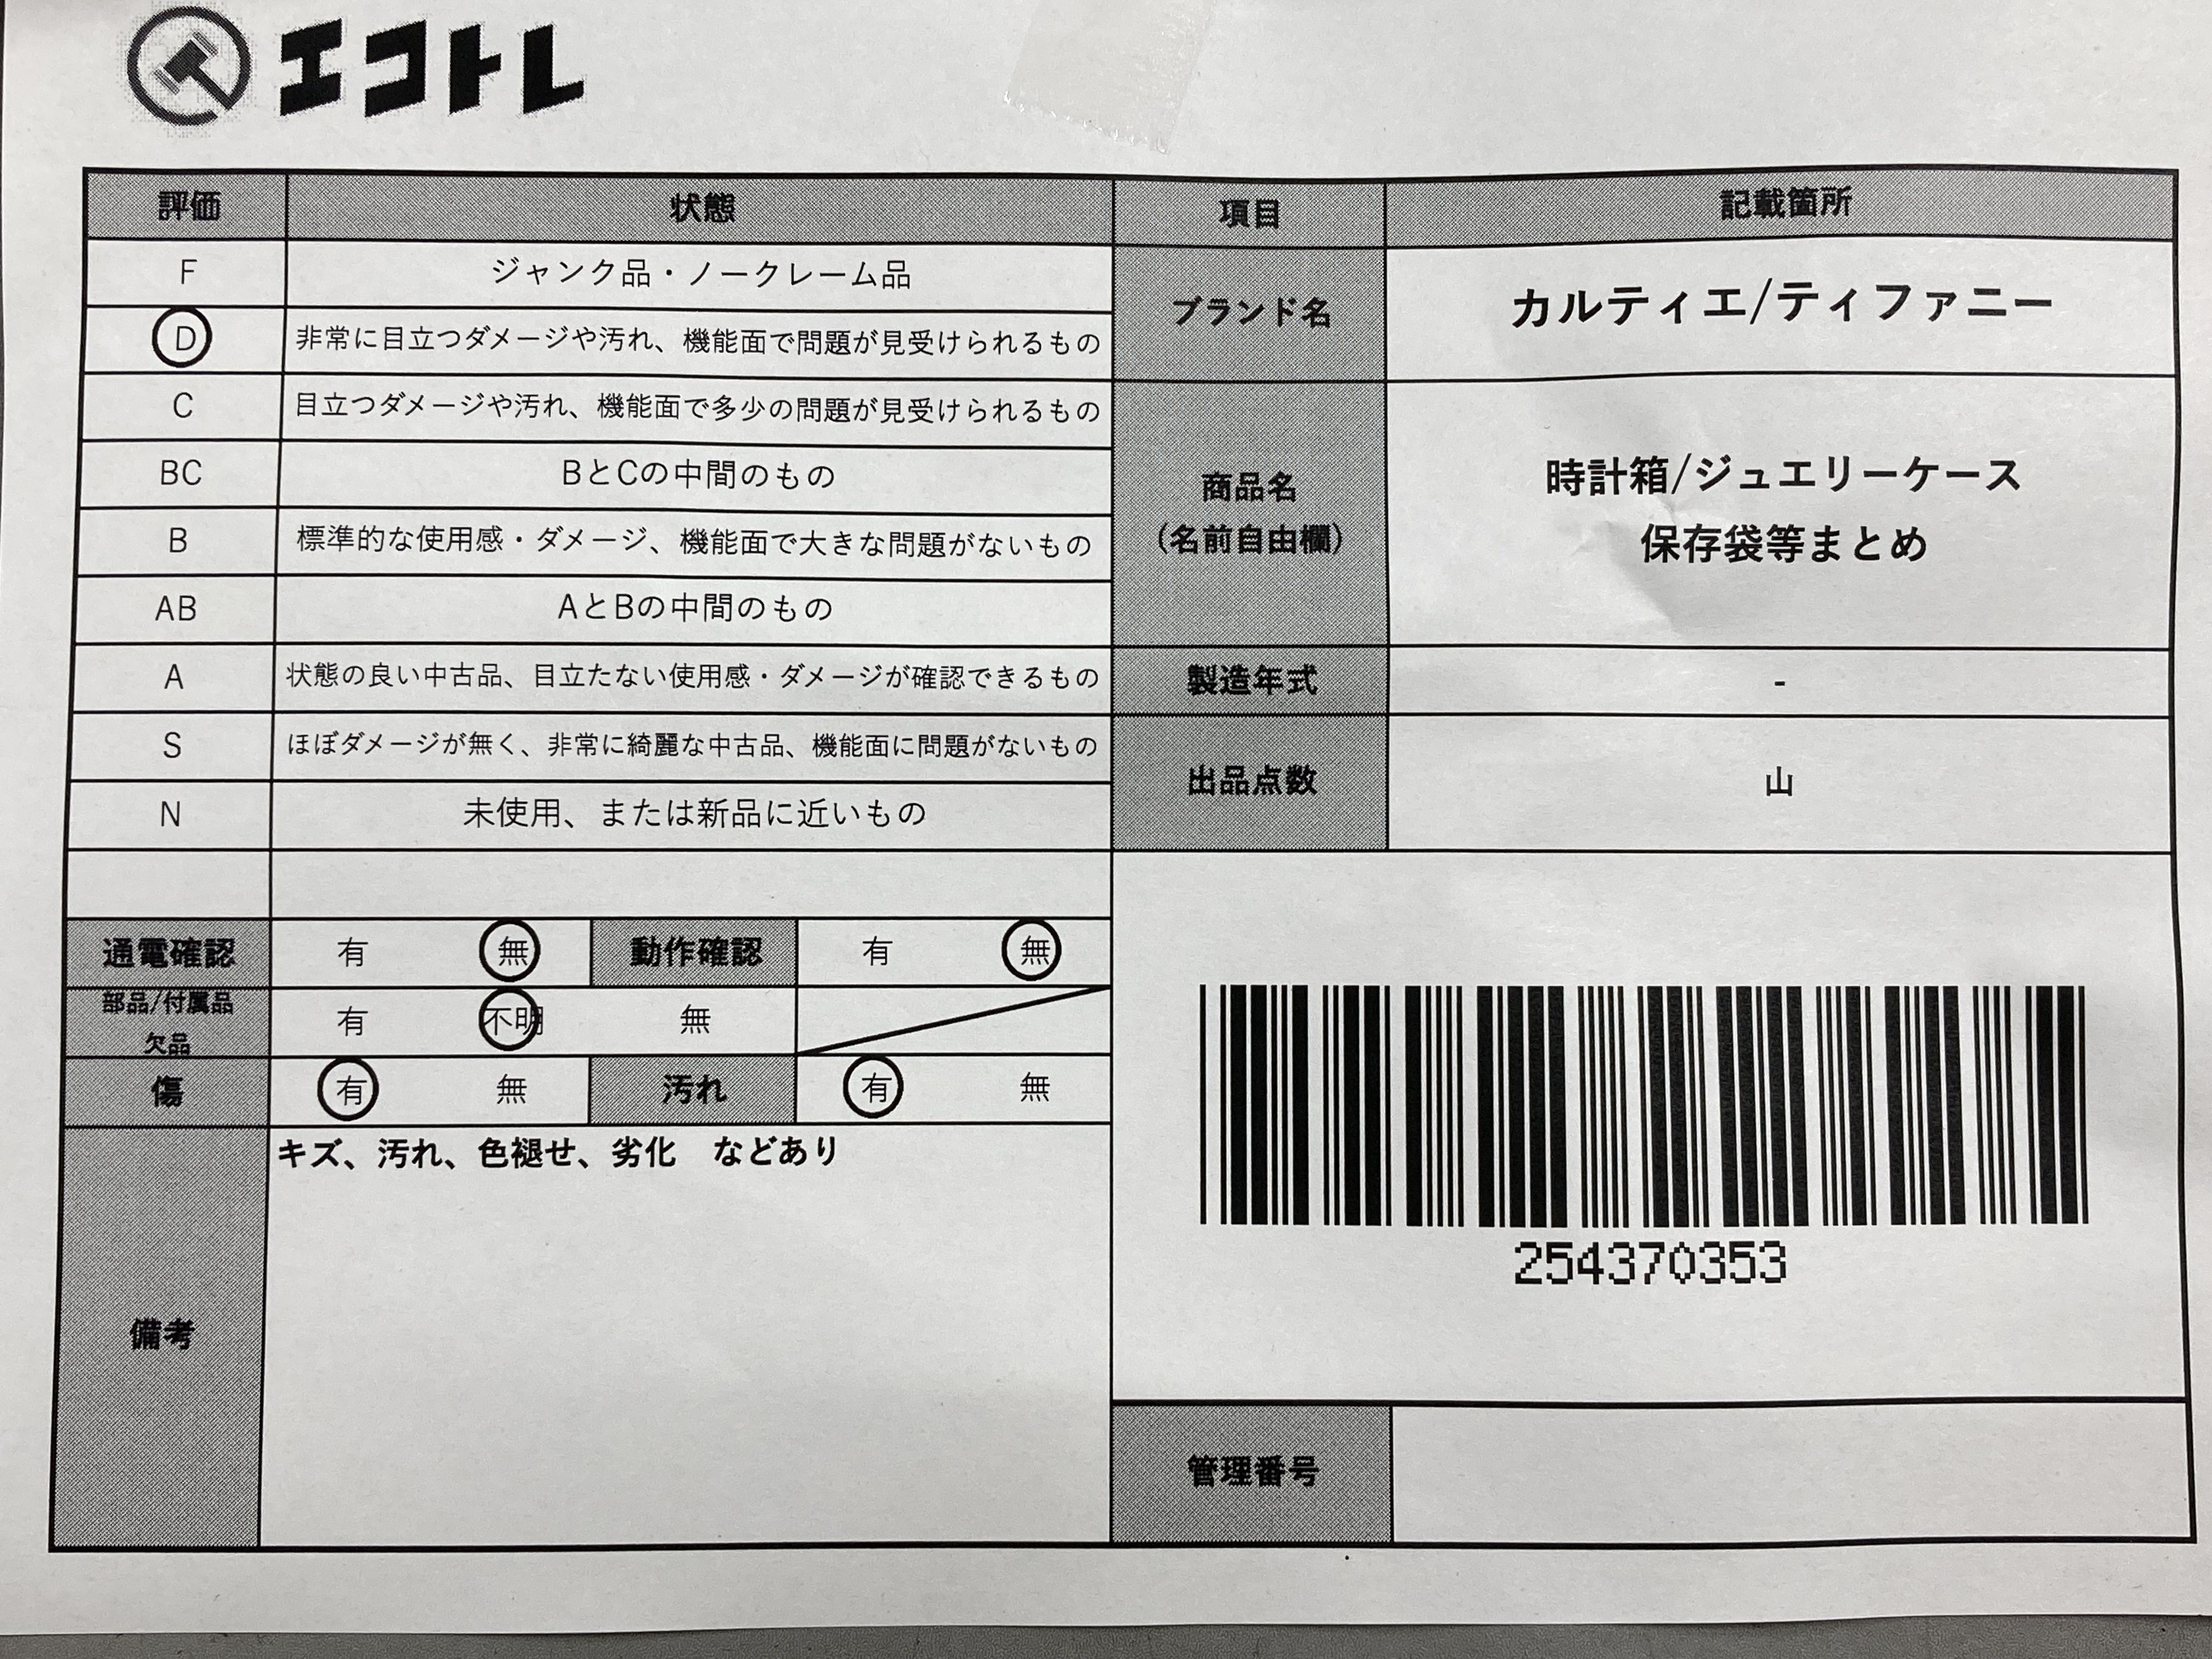 エコトレ
評価 状態 項目 記載箇所
F ジャンク品・ノークレーム品
D 非常に目立つダメージや汚れ、機能面で問題が見受けられるもの
ブランド名 カルティエ/ティファニー
C 目立つダメージや汚れ、機能面で多少の問題が見受けられるもの
BC BとCの中間のもの
B 標準的な使用感・ダメージ、機能面で大きな問題がないもの
商品名
(名前自由欄)
時計箱/ジュエリーケース
保存袋等まとめ
AB AとBの中間のもの
A 状態の良い中古品、目立たない使用感・ダメージが確認できるもの
製造年式 -
S ほぼダメージが無く、非常に綺麗な中古品、機能面に問題がないもの
N 未使用、または新品に近いもの
出品点数 山
通電確認 有 無 動作確認 有 無
部品/付属品
欠品
有 不明 無
傷 有 無 汚れ 有 無
備考
キズ、汚れ、色褪せ、劣化 などあり
254370353
管理番号